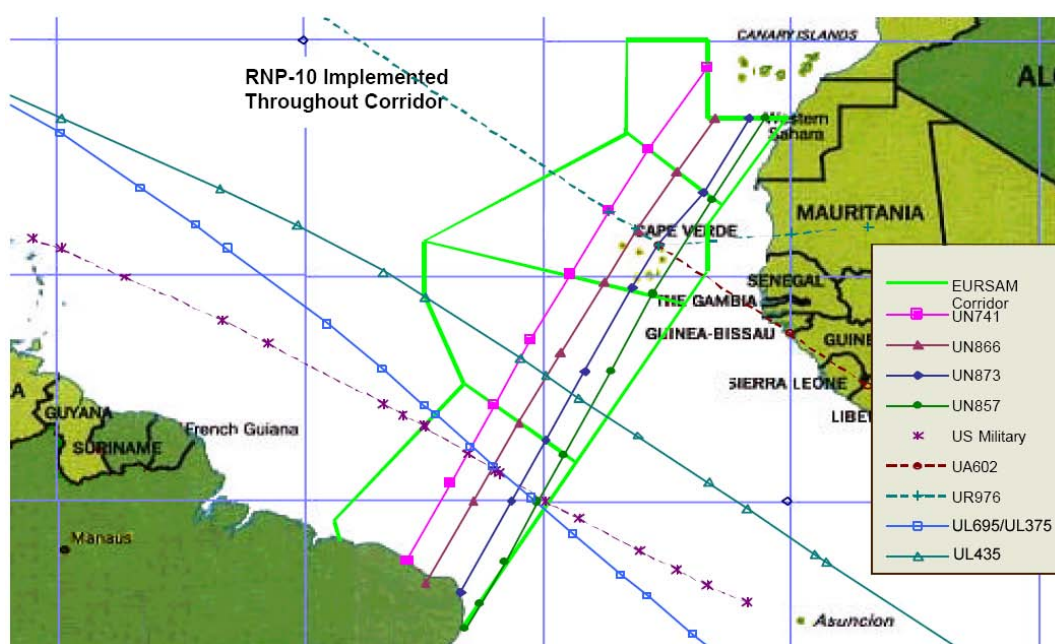 CANARY ISLANDS
RNP-10 Implemented
Throughout Corridor
AL
Western
Sahara
MAURITANIA
CAPE VERDE
SENEGAL
THE GAMBIA
GUINEA-BISSAU
GUINE
SIERRA LEONE
LIBE
A
GUYANA
SURINAME
French Guiana
Manaus
Asuncion
EURSAM
Corridor
UN741
UN866
UN873
UN857
US Military
UA602
UR976
UL695/UL375
UL435